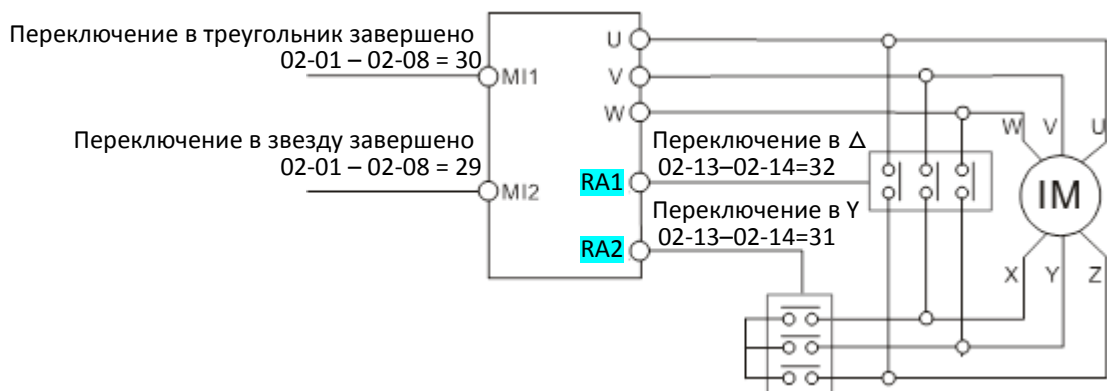 Переключение в треугольник завершено
02-01 – 02-08 = 30
MI1
Переключение в звезду завершено
02-01 – 02-08 = 29
MI2
U
V
W
Переключение в Δ
02-13–02-14=32
RA1
Переключение в Y
02-13–02-14=31
RA2
W V U
IM
X Y Z